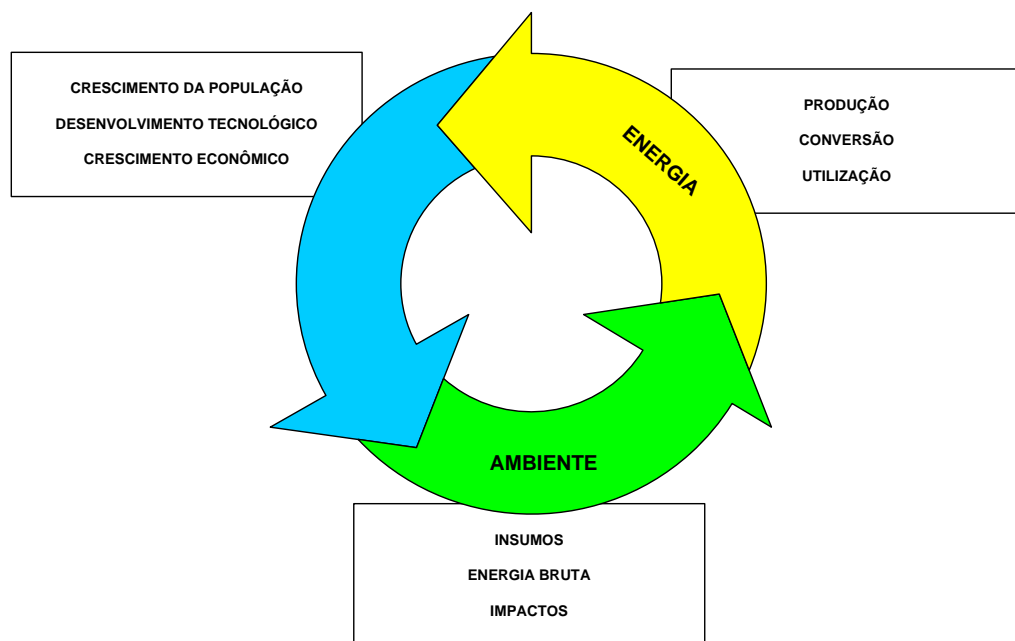 CRESCIMENTO DA POPULAÇÃO
DESENVOLVIMENTO TECNOLÓGICO
CRESCIMENTO ECONÔMICO
ENERGIA
PRODUÇÃO
CONVERSÃO
UTILIZAÇÃO
AMBIENTE
INSUMOS
ENERGIA BRUTA
IMPACTOS